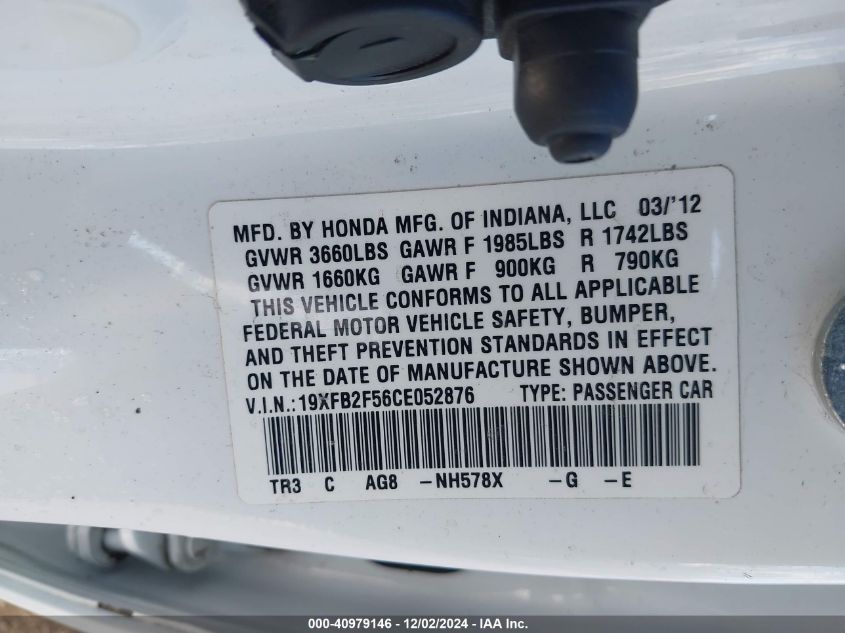 MFD. BY HONDA MFG. OF INDIANA, LLC 03/'12
GVWR 3660LBS GAWR F 1985LBS R 1742LBS
GVWR 1660KG GAWR F 900KG R 790KG
THIS VEHICLE CONFORMS TO ALL APPLICABLE
FEDERAL MOTOR VEHICLE SAFETY, BUMPER,
AND THEFT PREVENTION STANDARDS IN EFFECT
ON THE DATE OF MANUFACTURE SHOWN ABOVE.
V.I.N.:19XFB2F56CE052876 TYPE: PASSENGER CAR
TR3 C AG8 -NH578X -G -E
000-40979146 - 12/02/2024 - IAA Inc.